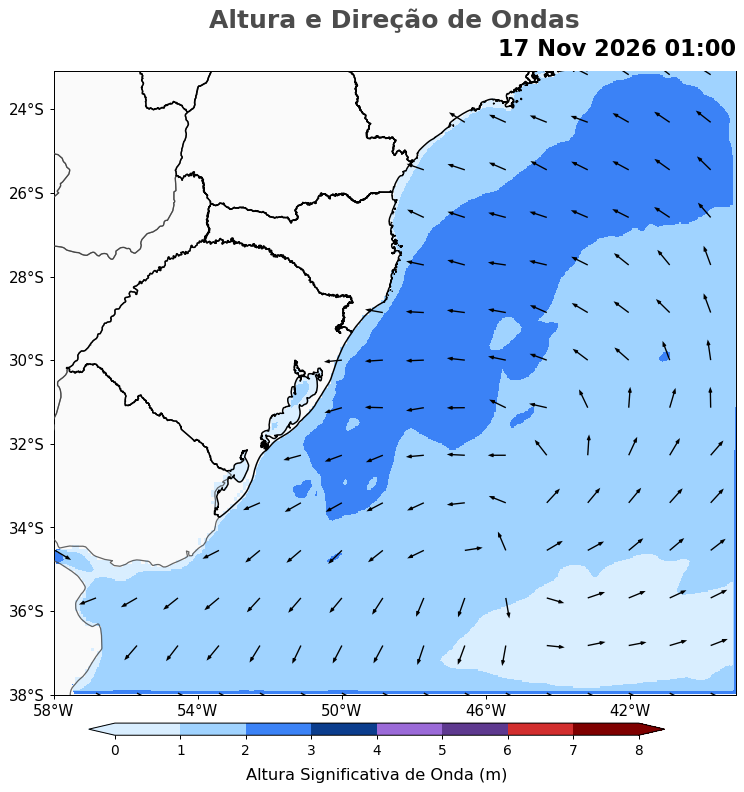 Altura e Direção de Ondas
17 Nov 2026 01:00
24°S
26°S
28°S
30°S
32°S
34°S
36°S
38°S
58°W 54°W 50°W 46°W 42°W
0 1 2 3 4 5 6 7 8
Altura Significativa de Onda (m)